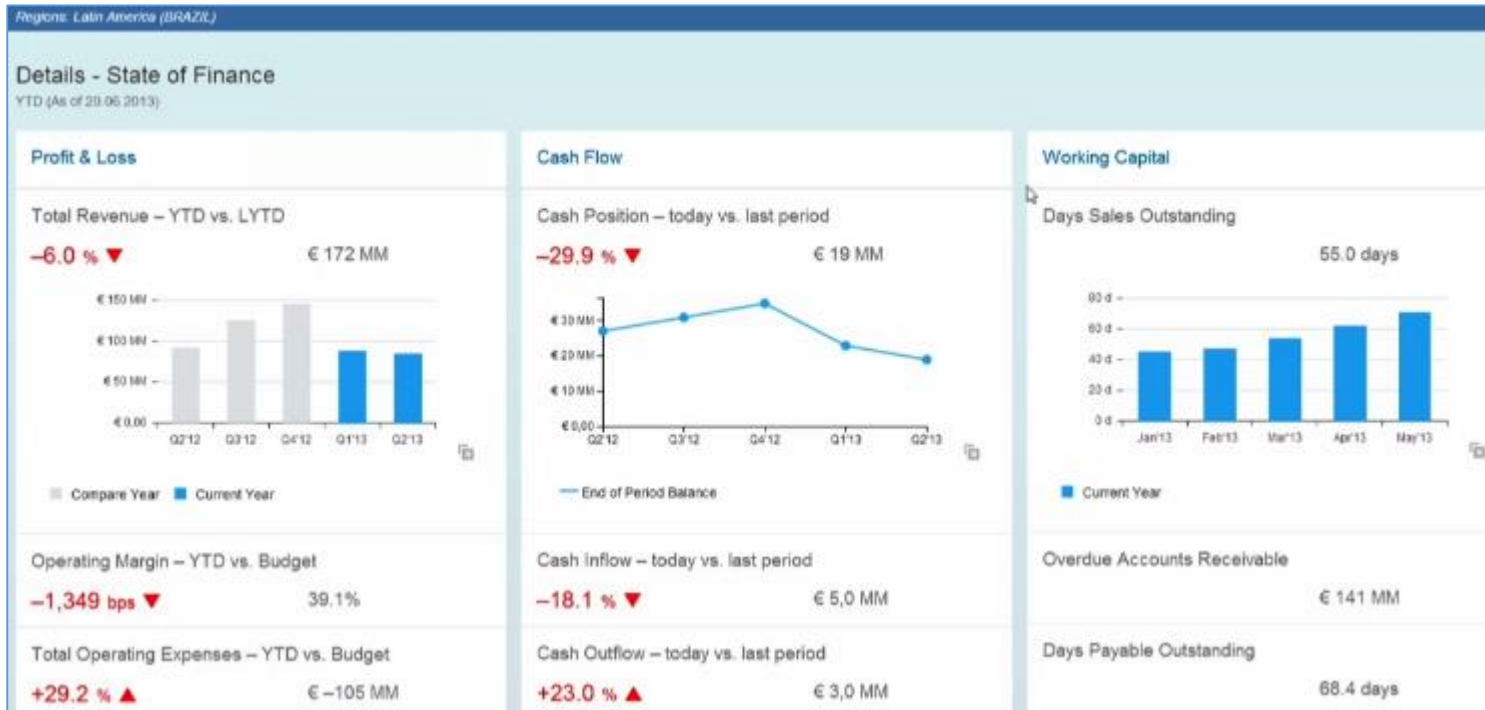 Regions: Latin America (BRAZIL)
Details - State of Finance
YTD (As of 20.06.2013)
Profit & Loss
Total Revenue – YTD vs. LYTD
–6.0 % ▼ € 172 MM
€ 150 MM
€ 100 MM
€ 50 MM
€ 0,00
Q2'12 Q3'12 Q4'12 Q1'13 Q2'13
Compare Year Current Year
Operating Margin – YTD vs. Budget
–1,349 bps ▼ 39.1%
Total Operating Expenses – YTD vs. Budget
+29.2 % ▲ € –105 MM
Cash Flow
Cash Position – today vs. last period
–29.9 % ▼ € 19 MM
€ 30 MM
€ 20 MM
€ 10 MM
€ 0,00
Q2'12 Q3'12 Q4'12 Q1'13 Q2'13
End of Period Balance
Cash Inflow – today vs. last period
–18.1 % ▼ € 5,0 MM
Cash Outflow – today vs. last period
+23.0 % ▲ € 3,0 MM
Working Capital
Days Sales Outstanding
55.0 days
80 d
60 d
40 d
20 d
0 d
Jan'13 Feb'13 Mar'13 Apr'13 May'13
Current Year
Overdue Accounts Receivable
€ 141 MM
Days Payable Outstanding
68.4 days